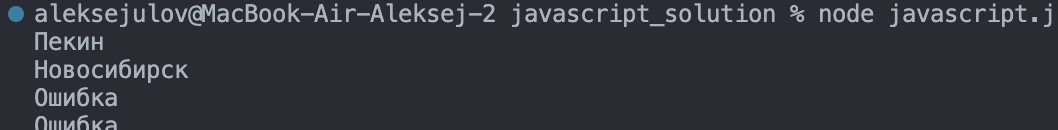 aleksejulov@MacBook-Air-Aleksej-2 javascript_solution % node javascript.j
Пекин
Новосибирск
Ошибка
Ошибка